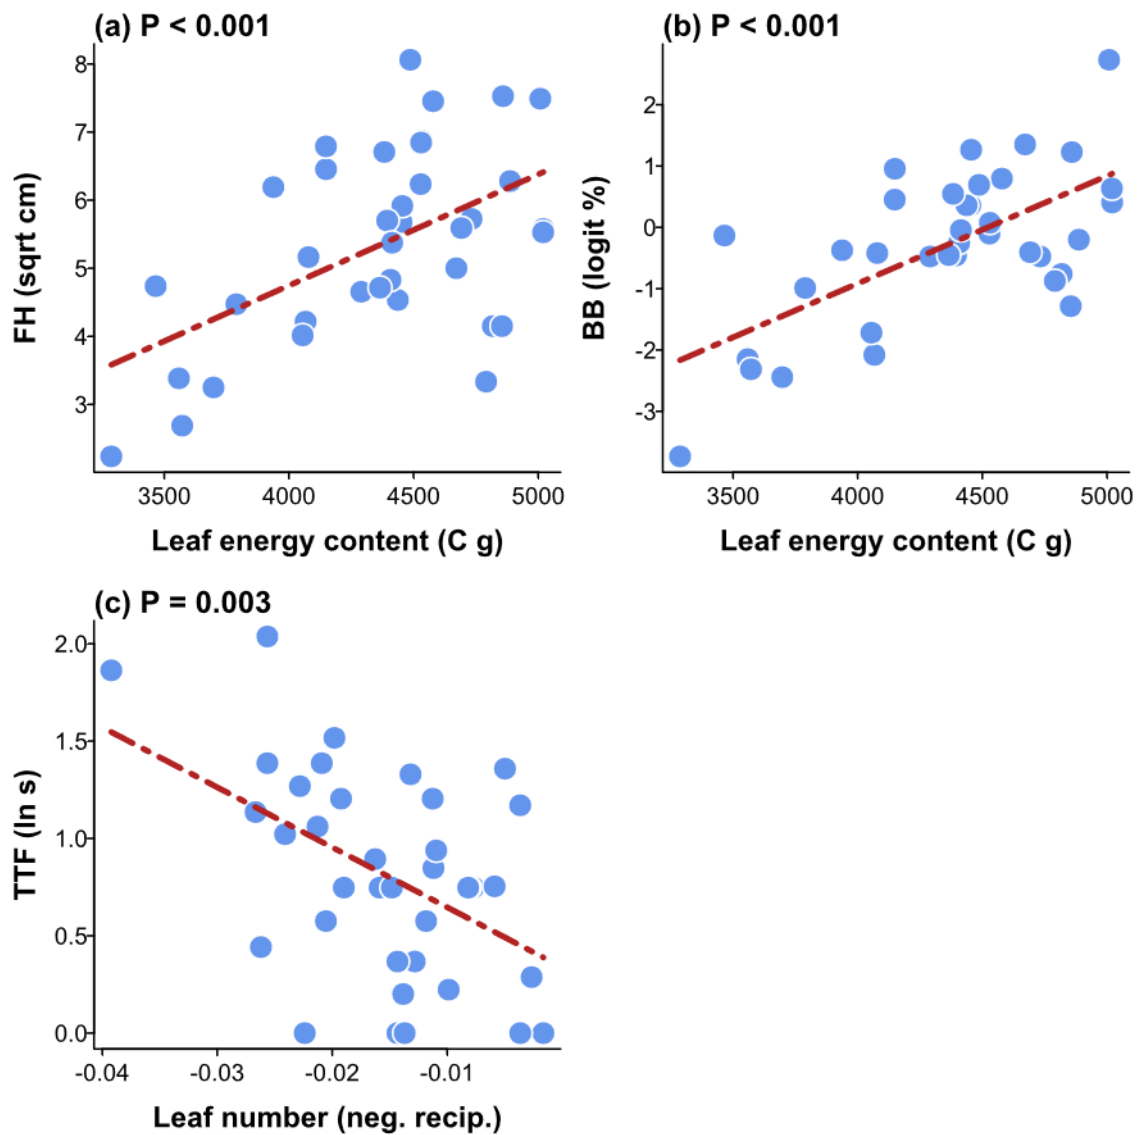 (a) P < 0.001
8
7
6
5
4
3
FH (sqrt cm)
3500 4000 4500 5000
Leaf energy content (C g)
(b) P < 0.001
2
1
0
-1
-2
-3
BB (logit %)
3500 4000 4500 5000
Leaf energy content (C g)
(c) P = 0.003
2.0
1.5
1.0
0.5
0.0
TTF (ln s)
-0.04 -0.03 -0.02 -0.01
Leaf number (neg. recip.)